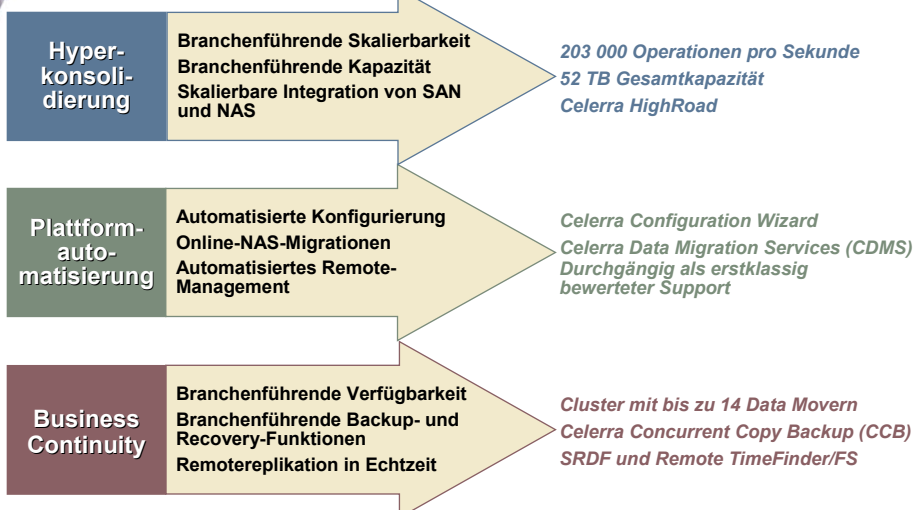 Hyper-
konsoli-
dierung
Branchenführende Skalierbarkeit
Branchenführende Kapazität
Skalierbare Integration von SAN
und NAS
203 000 Operationen pro Sekunde
52 TB Gesamtkapazität
Celerra HighRoad
Plattform-
auto-
matisierung
Automatisierte Konfigurierung
Online-NAS-Migrationen
Automatisiertes Remote-
Management
Celerra Configuration Wizard
Celerra Data Migration Services (CDMS)
Durchgängig als erstklassig
bewerteter Support
Business
Continuity
Branchenführende Verfügbarkeit
Branchenführende Backup- und
Recovery-Funktionen
Remotereplikation in Echtzeit
Cluster mit bis zu 14 Data Movern
Celerra Concurrent Copy Backup (CCB)
SRDF und Remote TimeFinder/FS